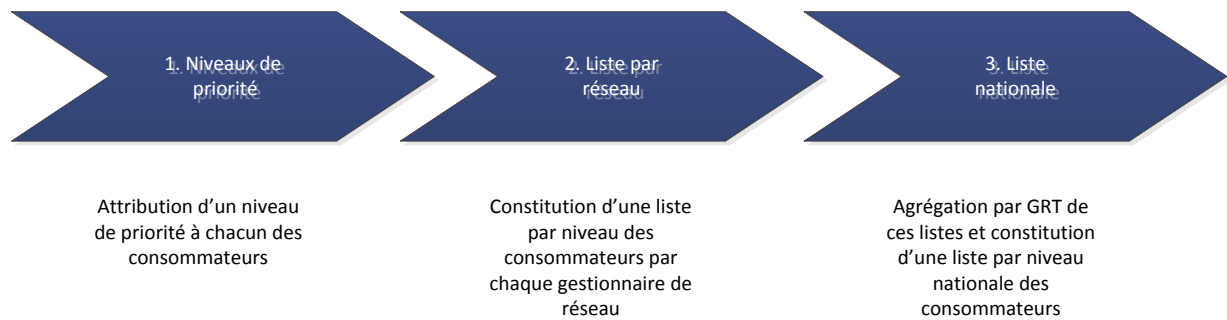 1. Niveaux de
priorité
2. Liste par
réseau
3. Liste
nationale
Attribution d’un niveau
de priorité à chacun des
consommateurs
Constitution d’une liste
par niveau des
consommateurs par
chaque gestionnaire de
réseau
Agrégation par GRT de
ces listes et constitution
d’une liste par niveau
nationale des
consommateurs